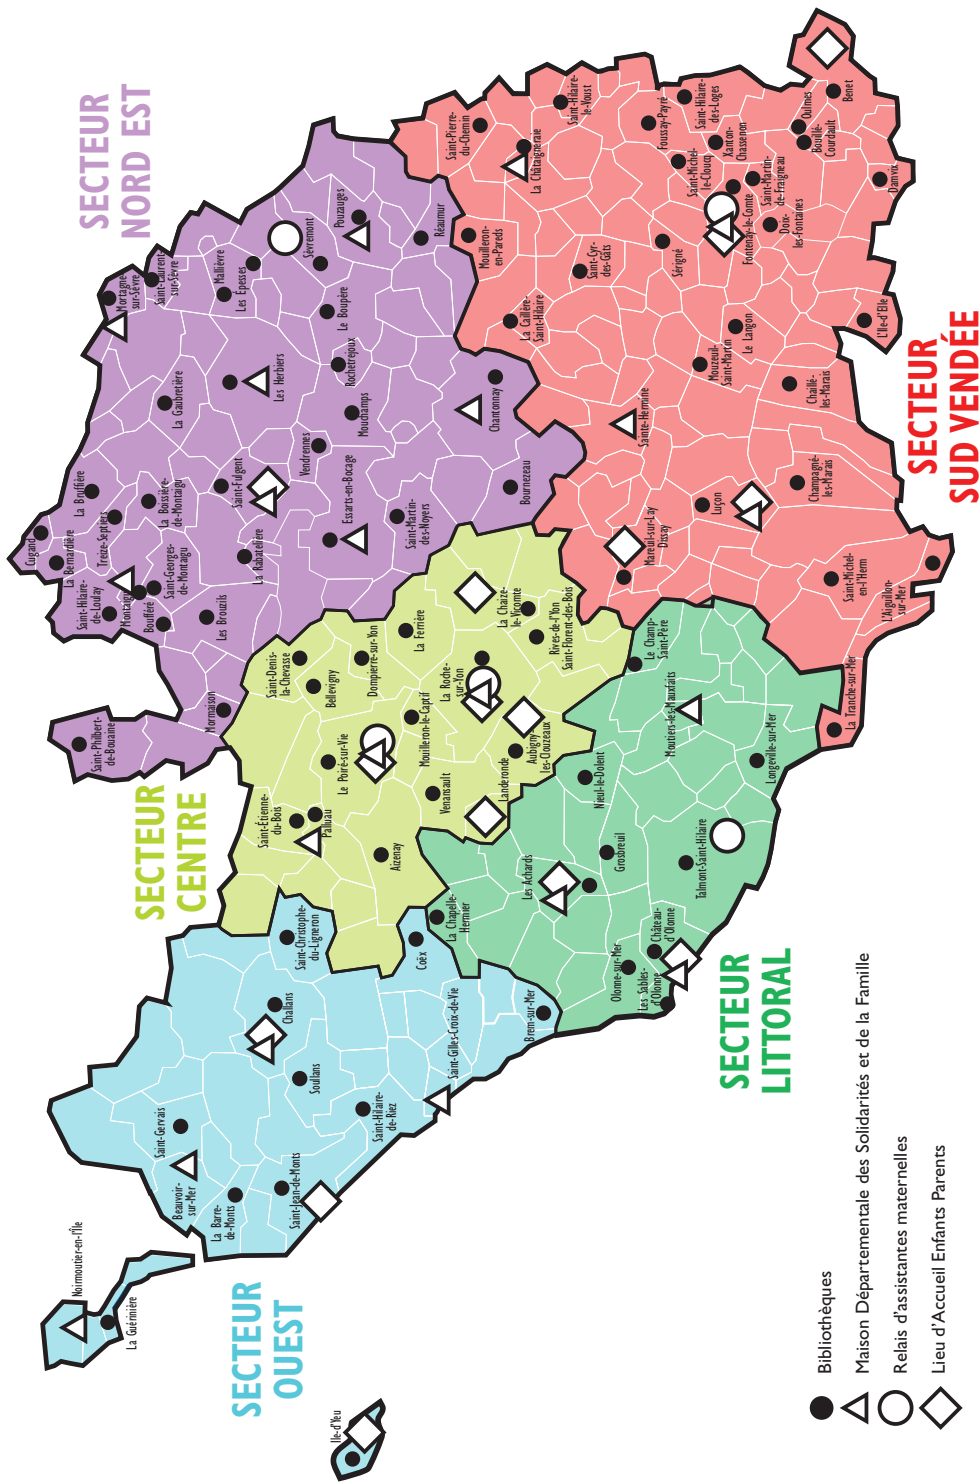 SECTEUR
NORD EST
SECTEUR
CENTRE
SECTEUR
OUEST
SECTEUR
LITTORAL
SECTEUR
SUD VENDÉE
Noirmoutier-en-l'Île
La Guérinière
Ile-d'Yeu
Beauvoir-
sur-Mer
La Barre-
de-Monts
Saint-Gervais
Saint-Jean-de-Monts
Saint-Hilaire-
de-Riez
Soullans
Challans
Saint-Christophe-
du-Ligneron
Coëx
Saint-Gilles-Croix-de-Vie
Brem-sur-Mer
Saint-Philbert-
de-Bouaine
Mormaison
Les Brouzils
Saint-Hilaire-
de-Loulay
Montaigu
Boufféré
Saint-Georges-
de-Montaigu
La Bernardière
Cugand
Treize-Septiers
La Bruffière
La Boissière-
de-Montaigu
La Rabatelière
Saint-Fulgent
Essarts-en-Bocage
Saint-Martin-
des-Noyers
Vendrennes
Mouchamps
Rochetrejoux
Chantonnay
Bournezeau
La Gaubretière
Les Herbiers
Mortagne-
sur-Sèvre
Saint-Laurent-
sur-Sèvre
Mallièvre
Les Épesses
Le Boupère
Sèvremont
Pouzauges
Réaumur
Saint-Étienne-
du-Bois
Palluau
Aizenay
Le Poiré-sur-Vie
Bellevigny
Saint-Denis-
la-Chevasse
Dompierre-sur-Yon
La Ferrière
Mouilleron-le-Captif
Venansault
La Roche-
sur-Yon
Landeronde
Aubigny-
les-Clouzeaux
La Chaize-
le-Vicomte
Rives-de-l'Yon
Saint-Florent-des-Bois
La Chapelle-
Hermier
Les Achards
Grosbreuil
Nieul-le-Dolent
Olonne-sur-Mer
Château-
d'Olonne
Les Sables-
d'Olonne
Talmont-Saint-Hilaire
Longeville-sur-Mer
Moutiers-les-Mauxfaits
Le Champ-
Saint-Père
La Tranche-sur-Mer
L'Aiguillon-
sur-Mer
Saint-Michel-
en-l'Herm
Mareuil-sur-Lay
Dissay
Luçon
Champagné-
les-Marais
Chaillé-
les-Marais
Sainte-Hermine
Mouzeuil-
Saint-Martin
Le Langon
L'Ile-d'Elle
La Caillère-
Saint-Hilaire
Saint-Cyr-
des-Gâts
Sérigné
Mouilleron-
en-Pareds
La Châtaigneraie
Saint-Pierre-
du-Chemin
Saint-Hilaire-
le-Voust
Foussay-Payré
Saint-Michel-
le-Cloucq
Saint-Hilaire-
des-Loges
Xanton-
Chassenon
Fontenay-le-Comte
Saint-Martin-
de-Fraigneau
Doix-
les-Fontaines
Oulmes
Bouillé-
Courdault
Benet
Damvix
Bibliothèques
Maison Départementale des Solidarités et de la Famille
Relais d'assistantes maternelles
Lieu d'Accueil Enfants Parents